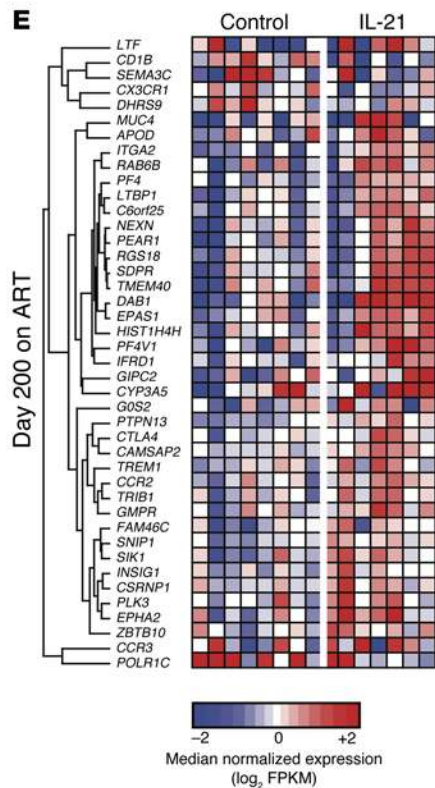 E
Control IL-21
Day 200 on ART
LTF
CD1B
SEMA3C
CX3CR1
DHRS9
MUC4
APOD
ITGA2
RAB6B
PF4
LTBP1
C6orf25
NEXN
PEAR1
RGS18
SDPR
TMEM40
DAB1
EPAS1
HIST1H4H
PF4V1
IFRD1
GIPC2
CYP3A5
G0S2
PTPN13
CTLA4
CAMSAP2
TREM1
CCR2
TRIB1
GMPR
FAM46C
SNIP1
SIK1
INSIG1
CSRNP1
PLK3
EPHA2
ZBTB10
CCR3
POLR1C
−2 0 +2
Median normalized expression
(log2 FPKM)